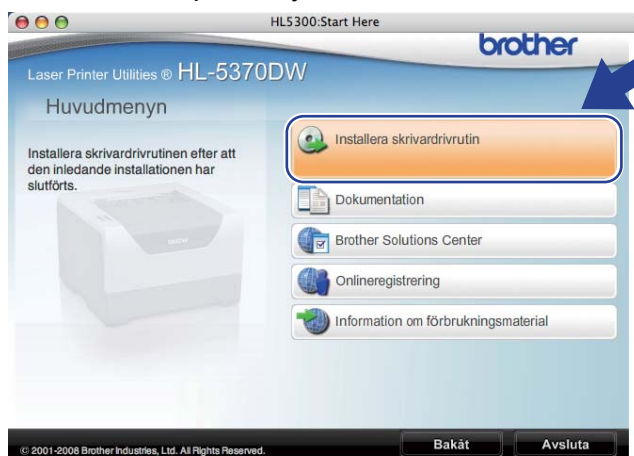 HL5300:Start Here
brother
Laser Printer Utilities ® HL-5370DW
Huvudmenyn
Installera skrivardrivrutinen efter att
den inledande installationen har
slutförts.
Installera skrivardrivrutin
Dokumentation
Brother Solutions Center
Onlineregistrering
Information om förbrukningsmaterial
© 2001-2008 Brother Industries, Ltd. All Rights Reserved.
Bakåt
Avsluta